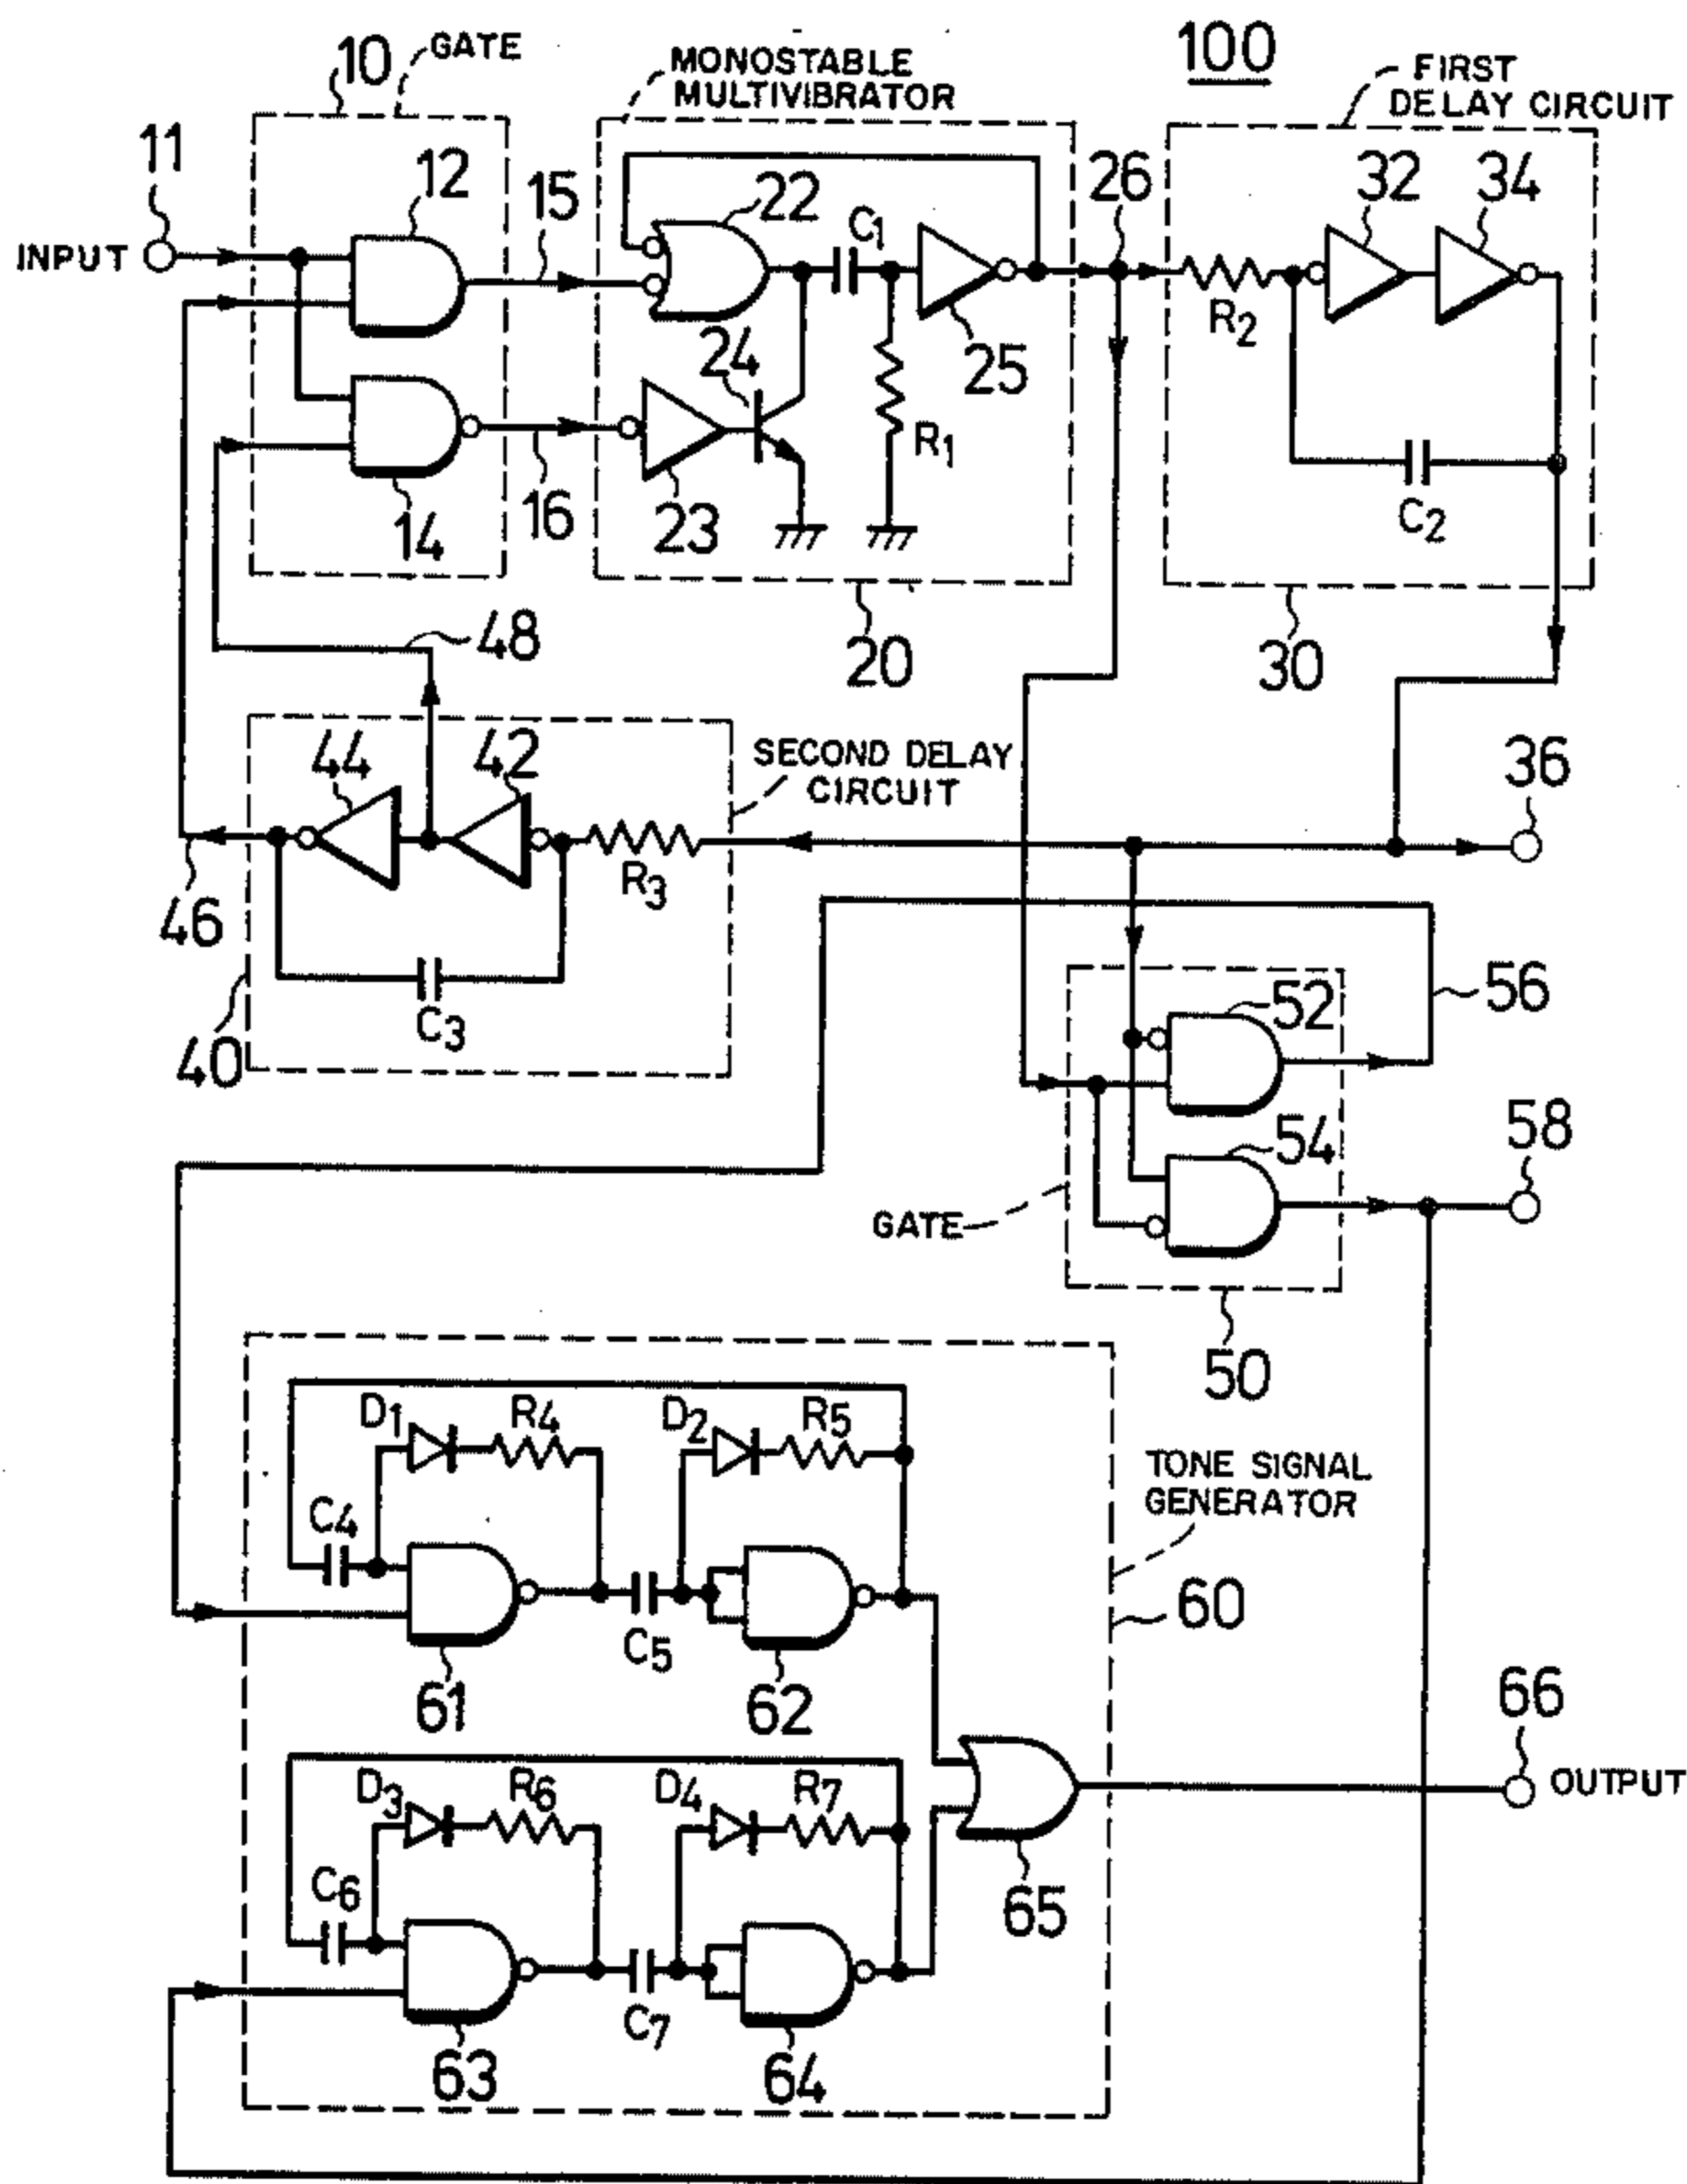 100
10
GATE
MONOSTABLE
MULTIVIBRATOR
FIRST
DELAY CIRCUIT
11
INPUT
12
15
22
C1
26
32
34
24
25
R2
R1
14
16
23
C2
48
20
30
44
42
SECOND DELAY
CIRCUIT
36
R3
46
C3
40
52
56
54
58
GATE
50
D1
R4
D2
R5
TONE SIGNAL
GENERATOR
C4
60
C5
61
62
66
OUTPUT
D3
R6
D4
R7
C6
65
C7
63
64